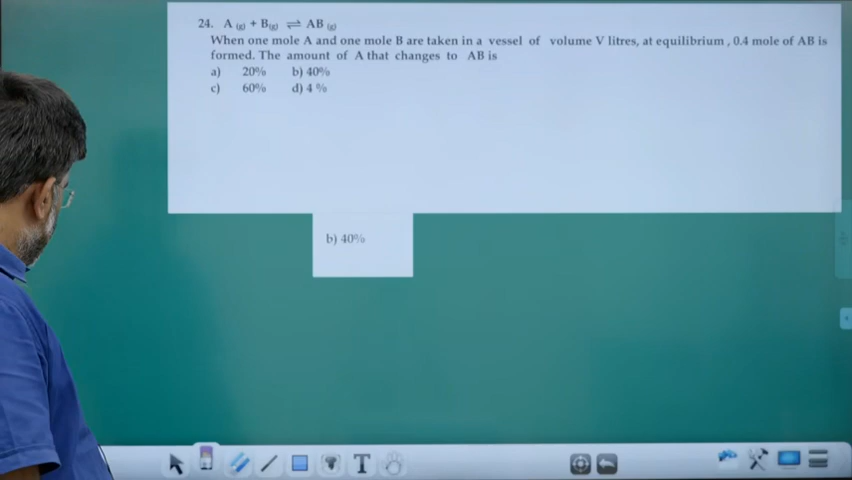 24. A (g) + B(g) ⇌ AB (g)
When one mole A and one mole B are taken in a vessel of volume V litres, at equilibrium , 0.4 mole of AB is
formed. The amount of A that changes to AB is
a) 20% b) 40%
c) 60% d) 4 %
b) 40%
T